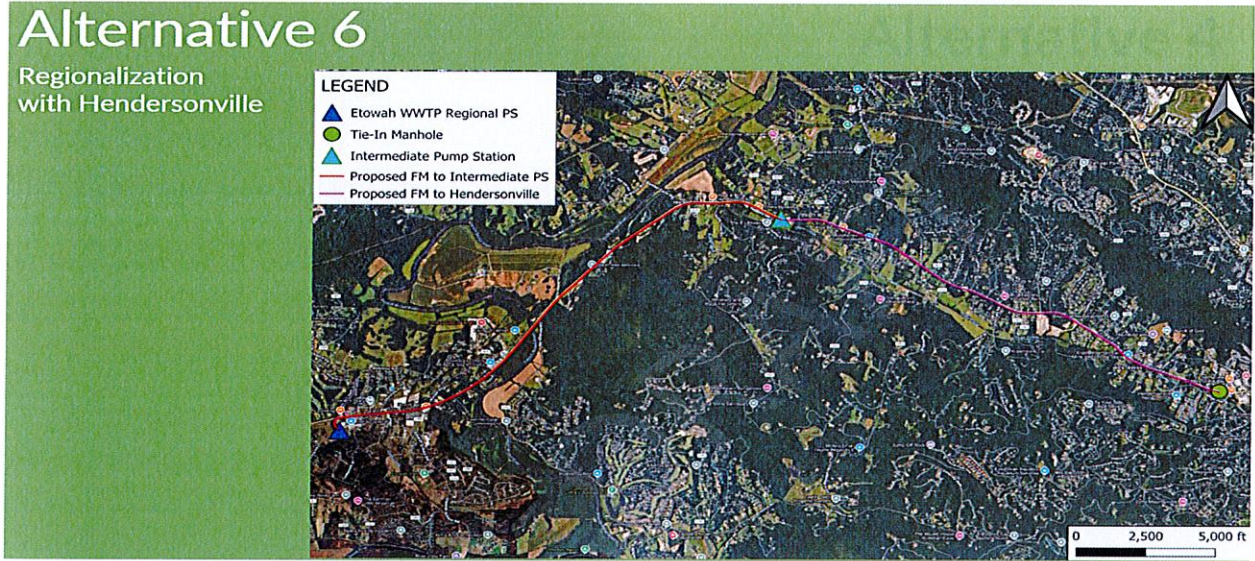 Alternative 6
Regionalization
with Hendersonville
LEGEND
Etowah WWTP Regional PS
Tie-In Manhole
Intermediate Pump Station
Proposed FM to Intermediate PS
Proposed FM to Hendersonville
0 2,500 5,000 ft